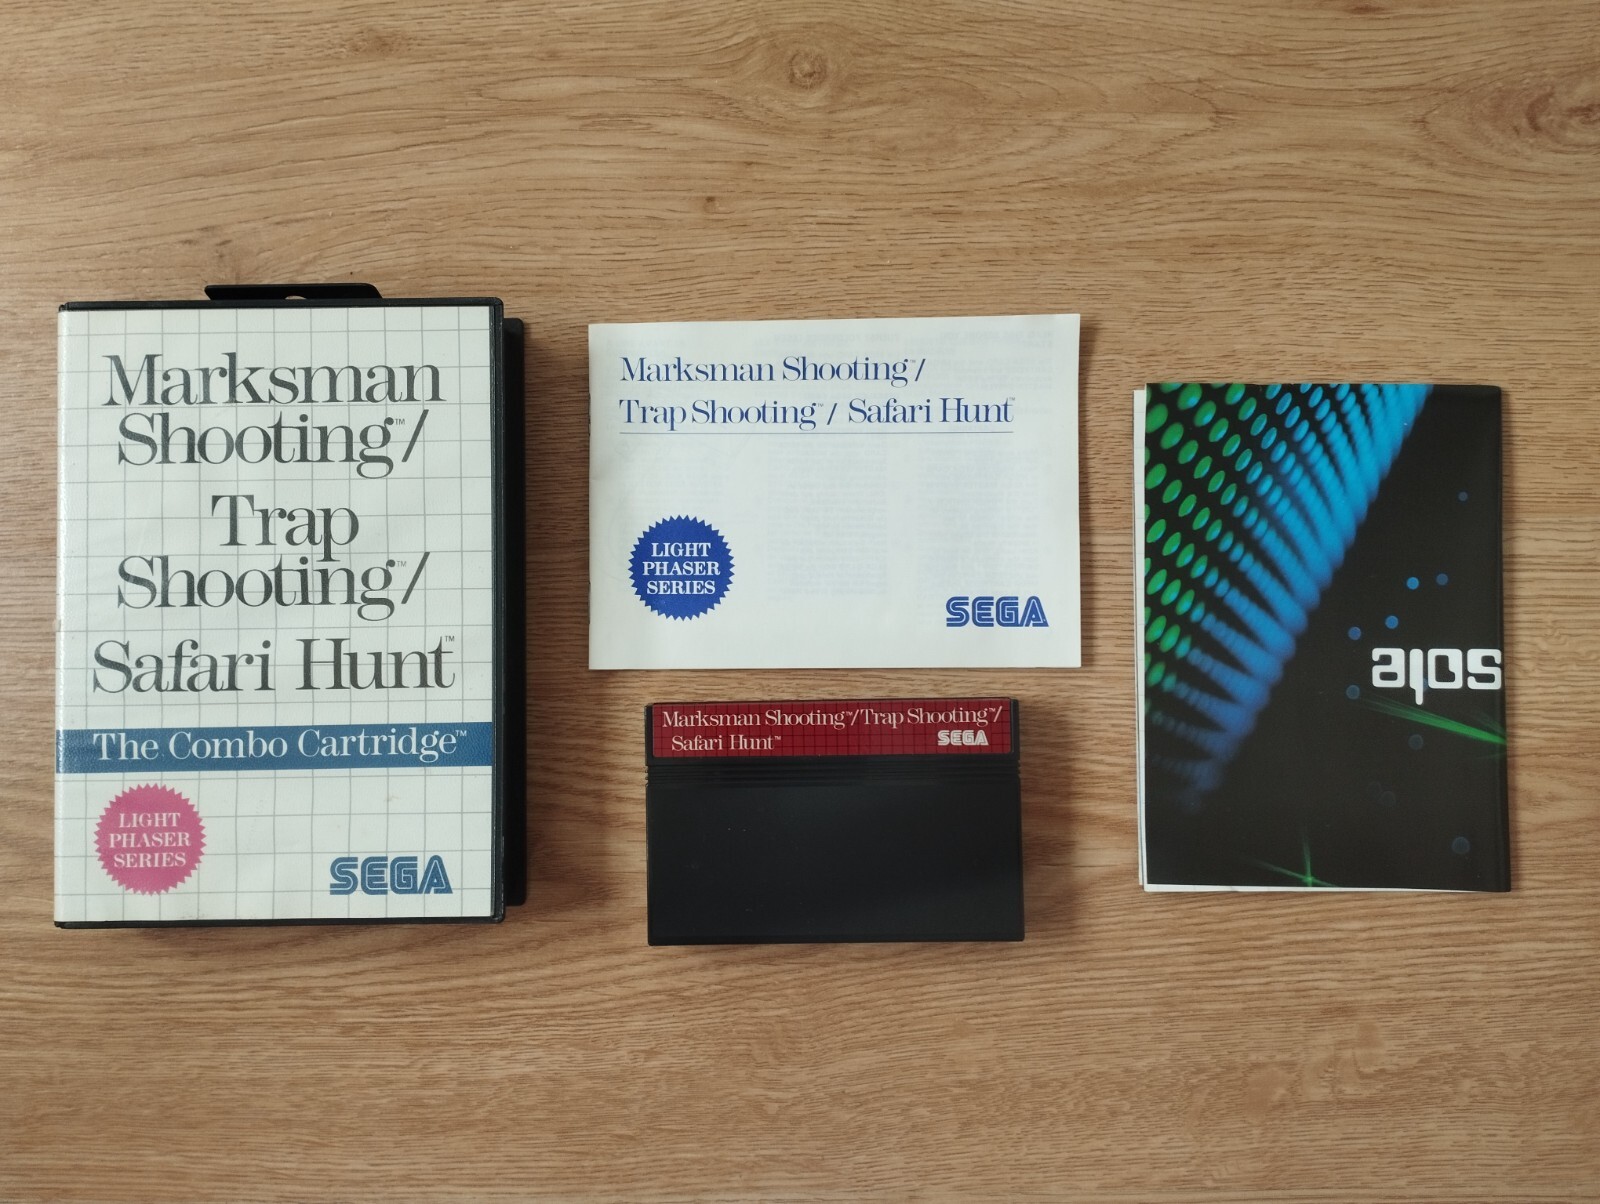 Marksman
Shooting™/
Trap
Shooting™/
Safari Hunt™
The Combo Cartridge™
LIGHT
PHASER
SERIES
SEGA
Marksman Shooting™/
Trap Shooting™/ Safari Hunt™
LIGHT
PHASER
SERIES
SEGA
Marksman Shooting™/Trap Shooting™/
Safari Hunt™
SEGA